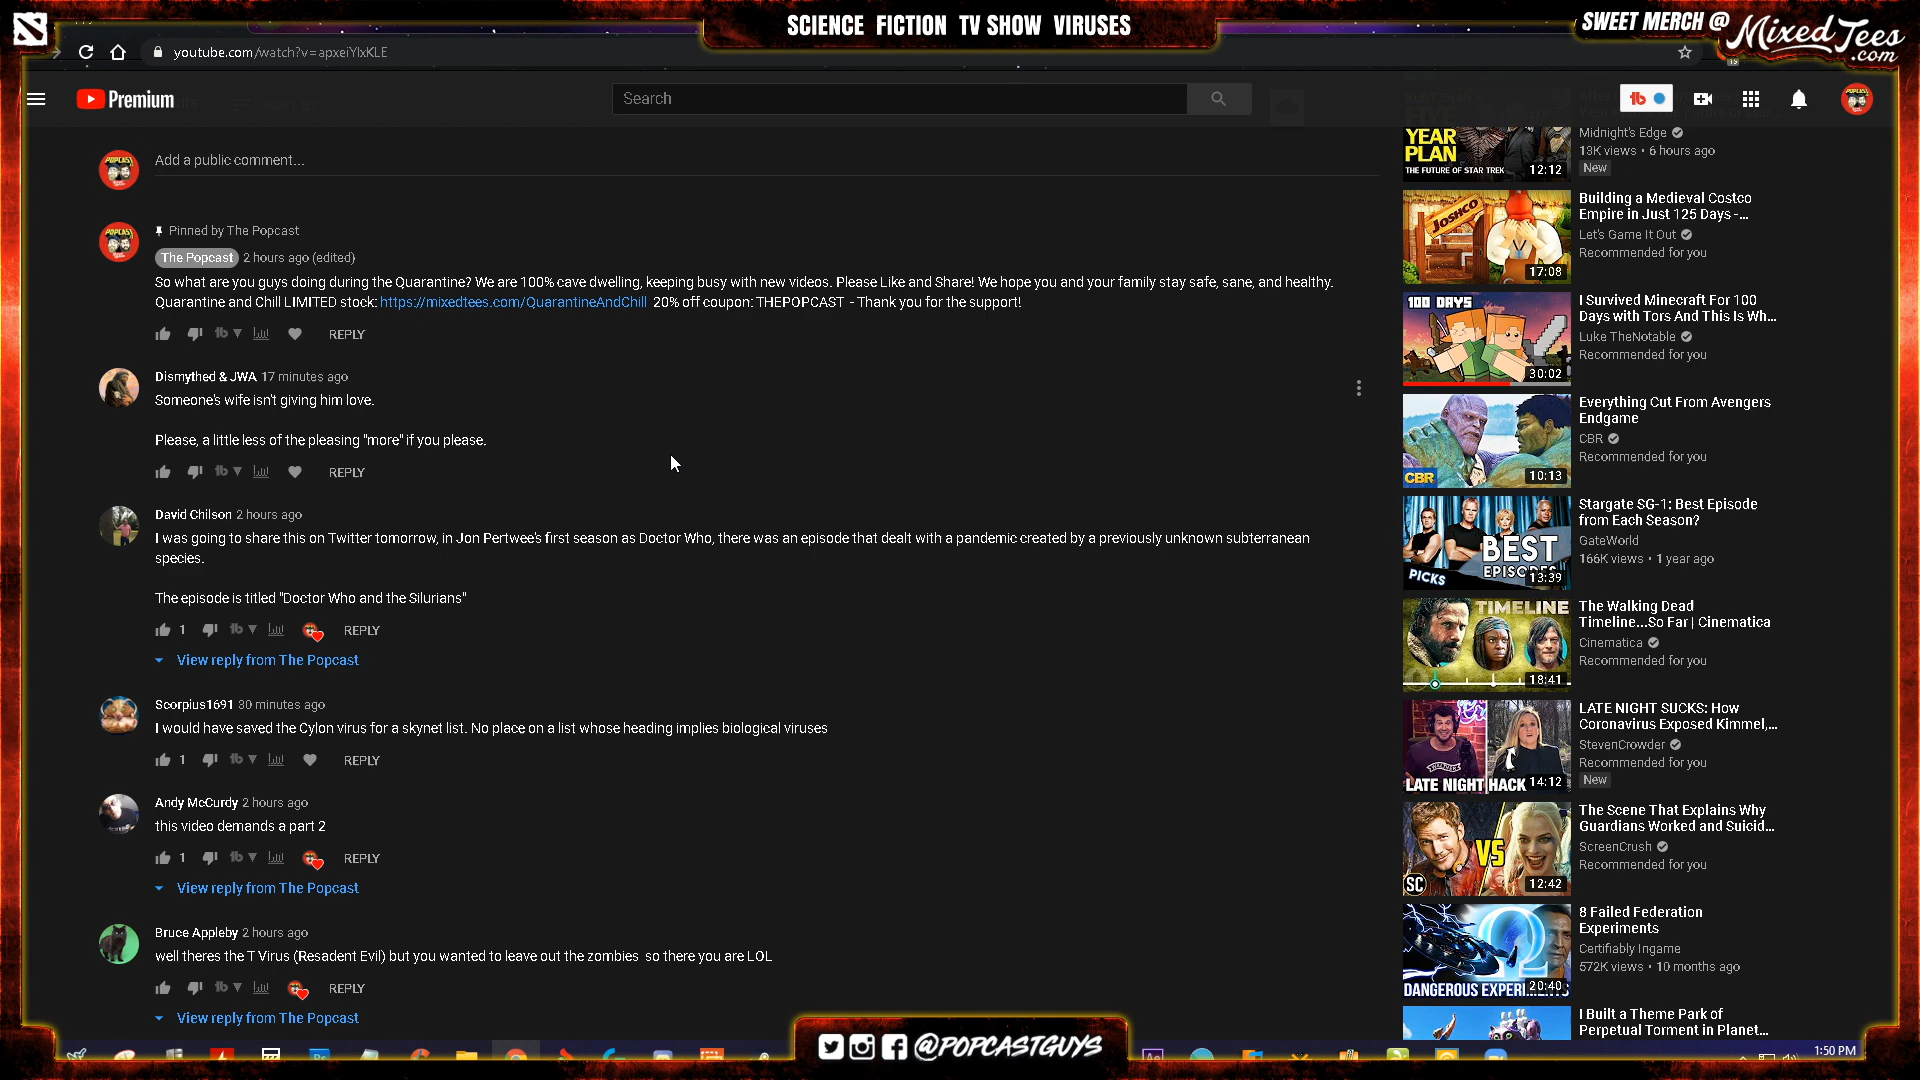 SCIENCE FICTION TV SHOW VIRUSES
SWEET MERCH @ MixedTees.com
youtube.com/watch?v=apxeiYlxKLE
Premium
Search
Add a public comment...
Pinned by The Popcast
The Popcast 2 hours ago (edited)
So what are you guys doing during the Quarantine? We are 100% cave dwelling, keeping busy with new videos. Please Like and Share! We hope you and your family stay safe, sane, and healthy.
Quarantine and Chill LIMITED stock: https://mixedtees.com/QuarantineAndChill 20% off coupon: THEPOPCAST - Thank you for the support!
REPLY
Dismythed & JWA 17 minutes ago
Someone's wife isn't giving him love.
Please, a little less of the pleasing "more" if you please.
REPLY
David Chilson 2 hours ago
I was going to share this on Twitter tomorrow, in Jon Pertwee's first season as Doctor Who, there was an episode that dealt with a pandemic created by a previously unknown subterranean
species.
The episode is titled "Doctor Who and the Silurians"
1 REPLY
View reply from The Popcast
Scorpius1691 30 minutes ago
I would have saved the Cylon virus for a skynet list. No place on a list whose heading implies biological viruses
1 REPLY
Andy McCurdy 2 hours ago
this video demands a part 2
1 REPLY
View reply from The Popcast
Bruce Appleby 2 hours ago
well theres the T Virus (Resadent Evil) but you wanted to leave out the zombies so there you are LOL
REPLY
View reply from The Popcast
YEAR
PLAN
THE FUTURE OF STAR TREK 12:12
Midnight's Edge
13K views • 6 hours ago
New
JOSHCO
17:08
Building a Medieval Costco
Empire in Just 125 Days -...
Let's Game It Out
Recommended for you
100 DAYS
30:02
I Survived Minecraft For 100
Days with Tors And This Is Wh...
Luke TheNotable
Recommended for you
CBR
10:13
Everything Cut From Avengers
Endgame
CBR
Recommended for you
BEST
EPISODES
PICKS
13:39
Stargate SG-1: Best Episode
from Each Season?
GateWorld
166K views • 1 year ago
TIMELINE
18:41
The Walking Dead
Timeline...So Far | Cinematica
Cinematica
Recommended for you
LATE NIGHT HACK
14:12
LATE NIGHT SUCKS: How
Coronavirus Exposed Kimmel,...
StevenCrowder
Recommended for you
New
VS
SC
12:42
The Scene That Explains Why
Guardians Worked and Suicid...
ScreenCrush
Recommended for you
DANGEROUS EXPERIMENTS
20:40
8 Failed Federation
Experiments
Certifiably Ingame
572K views • 10 months ago
I Built a Theme Park of
Perpetual Torment in Planet...
@POPCASTGUYS
1:50 PM